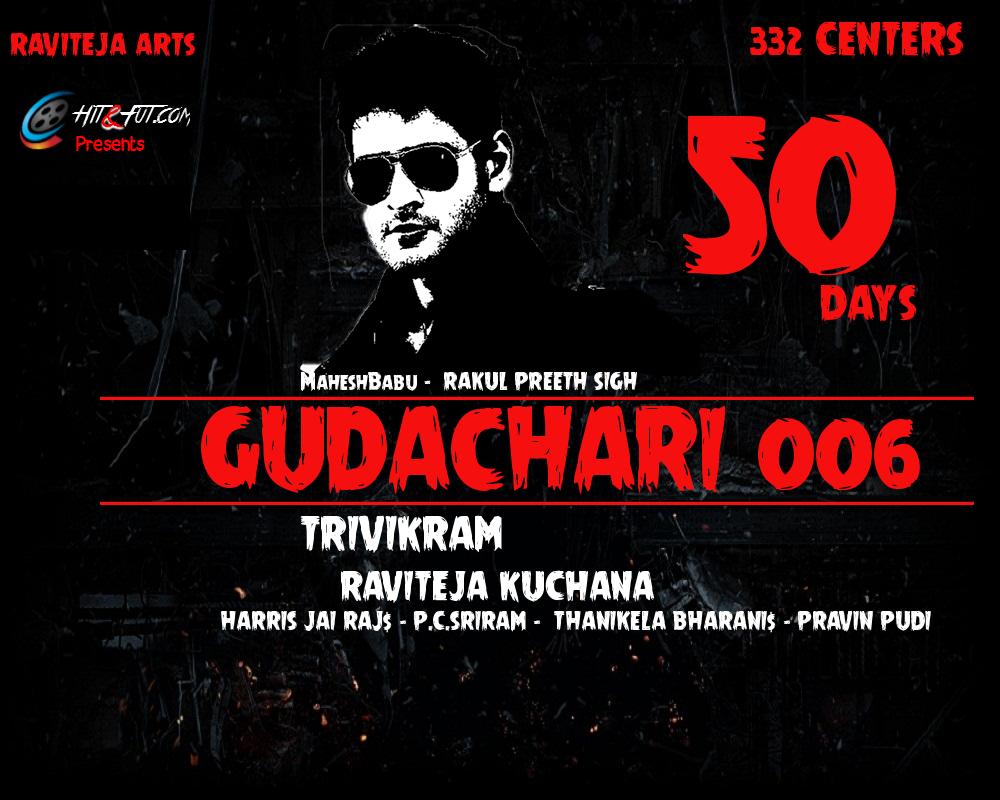 RAVITEJA ARTS
332 CENTERS
HIT&FUT.COM
Presents
50
DAYS
MAHESHBABU - RAKUL PREETH SIGH
GUDACHARI 006
TRIVIKRAM
RAVITEJA KUCHANA
HARRIS JAI RAJ$ - P.C.SRIRAM - THANIKELA BHARANI$ - PRAVIN PUDI